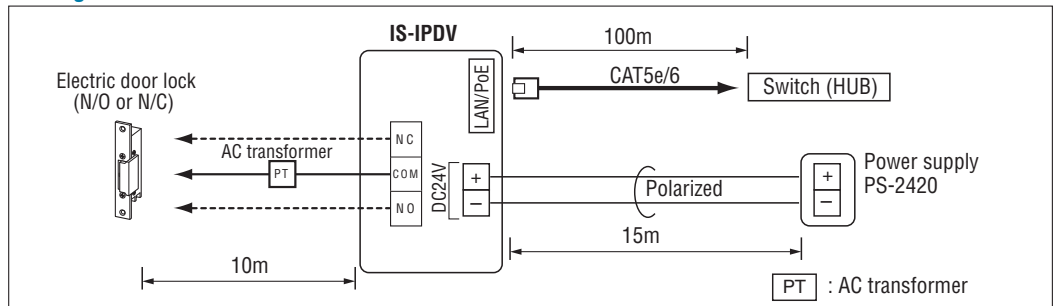 IS-IPDV
100m
Electric door lock
(N/O or N/C)
LAN/PoE
CAT5e/6
Switch (HUB)
NC
AC transformer
PT
COM
NO
DC24V
+
−
Polarized
+
−
Power supply
PS-2420
10m
15m
PT : AC transformer